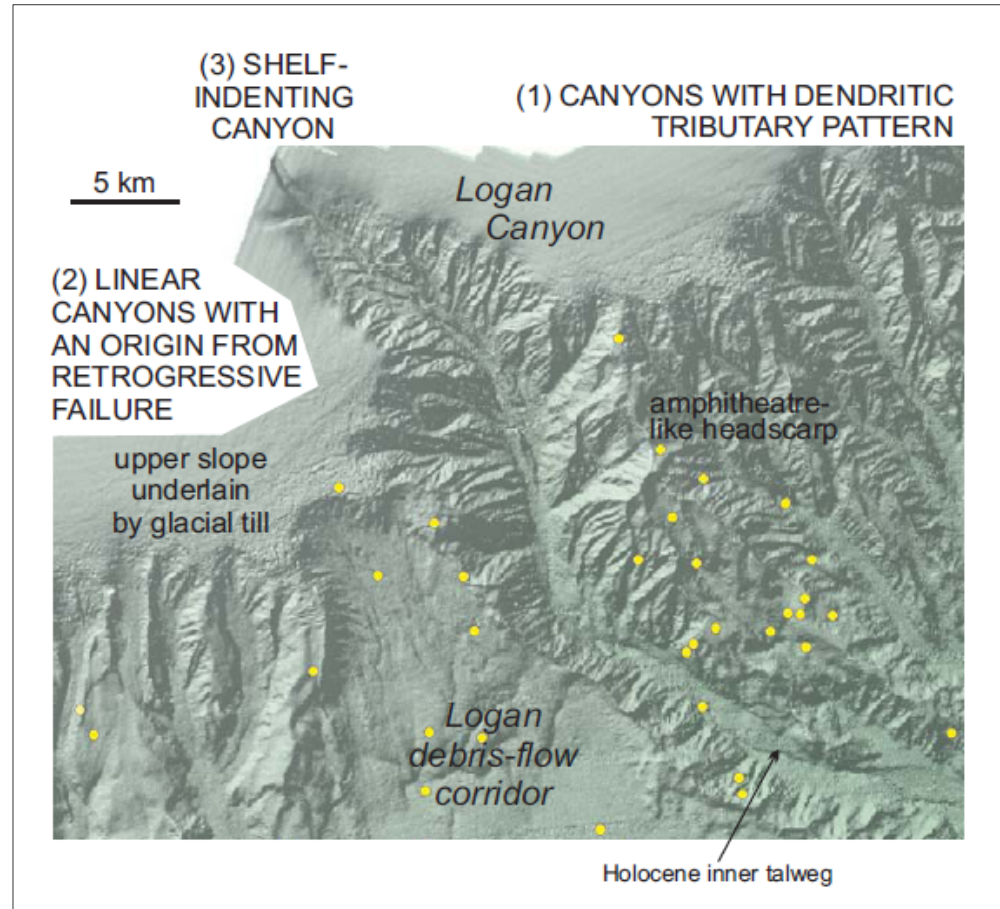 (3) SHELF-
INDENTING
CANYON
(1) CANYONS WITH DENDRITIC
TRIBUTARY PATTERN
5 km
Logan
Canyon
(2) LINEAR
CANYONS WITH
AN ORIGIN FROM
RETROGRESSIVE
FAILURE
amphitheatre-
like headscarp
upper slope
underlain
by glacial till
Logan
debris-flow
corridor
Holocene inner talweg